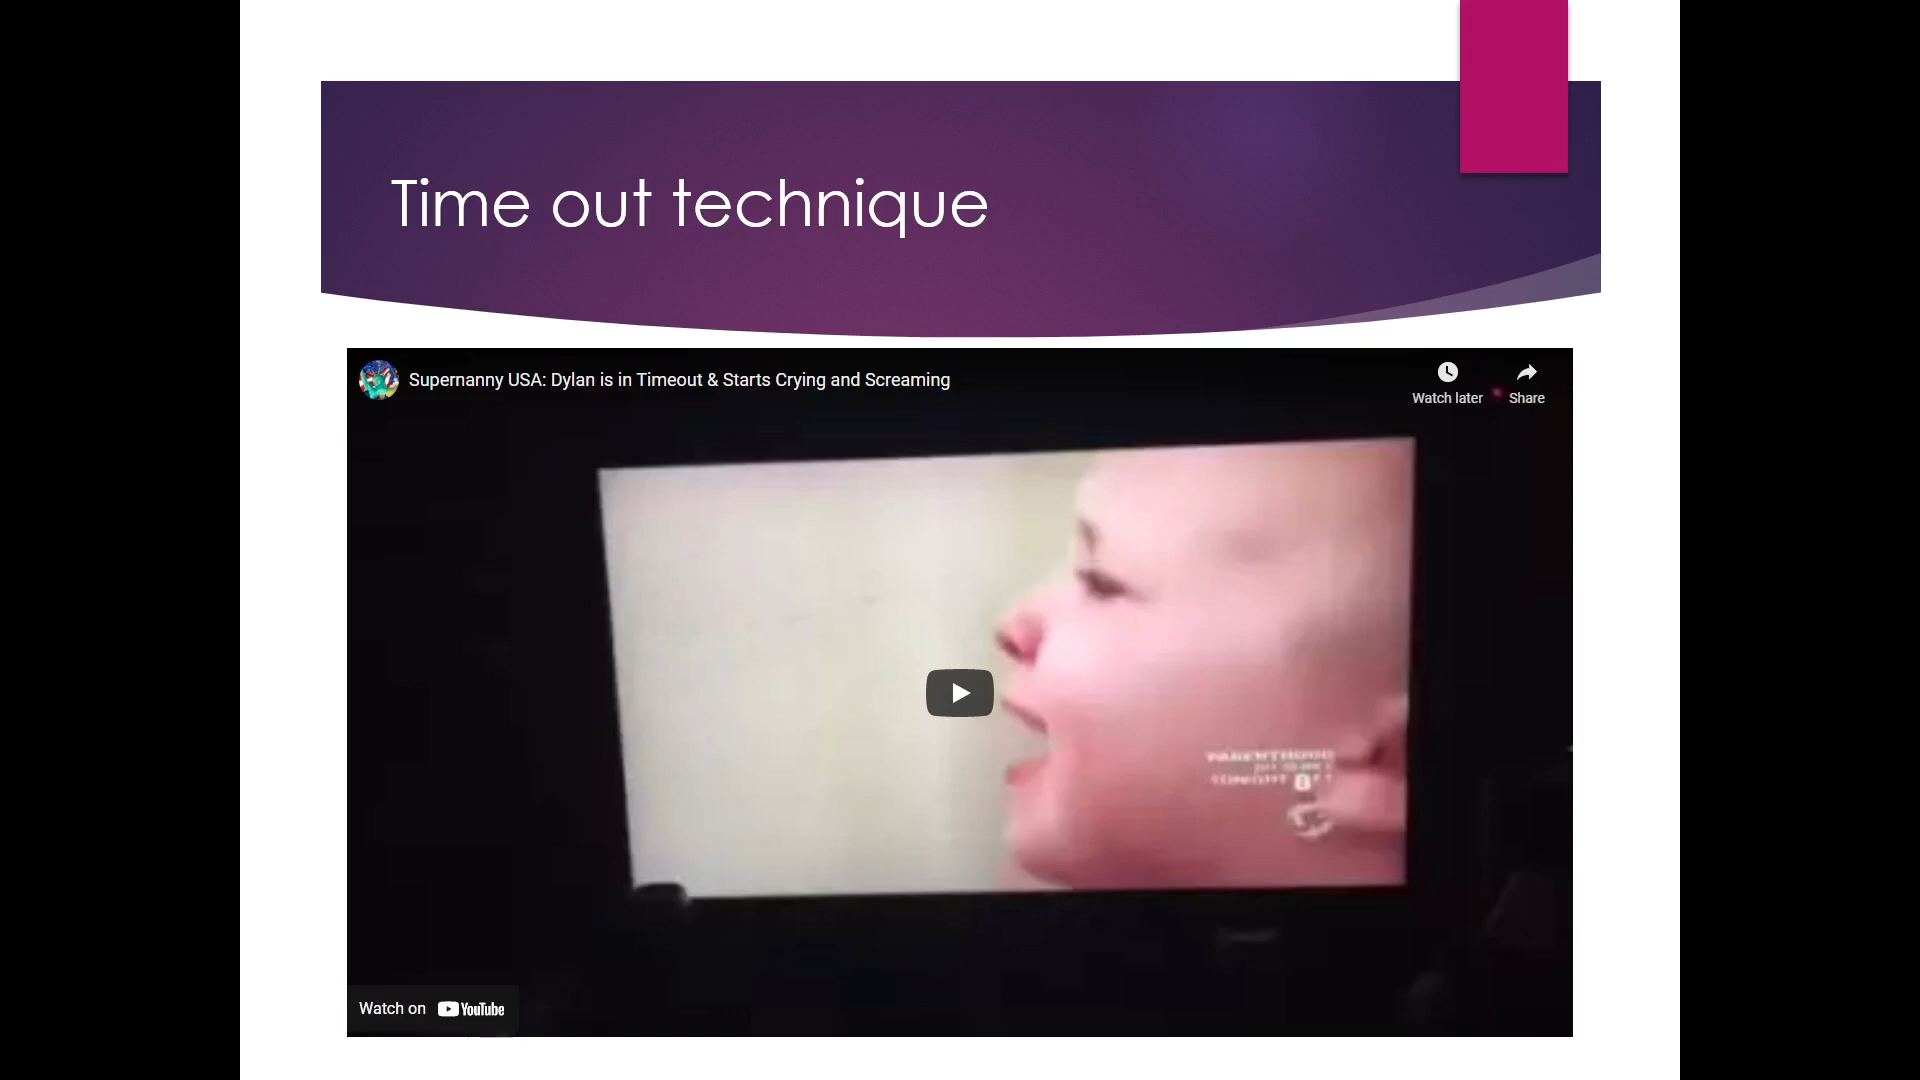 Time out technique
Supernanny USA: Dylan is in Timeout & Starts Crying and Screaming
Watch later
Share
PARENTHOOD
Watch on YouTube